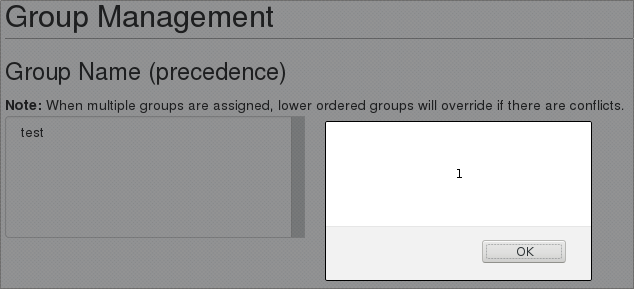 Group Management
Group Name (precedence)
Note: When multiple groups are assigned, lower ordered groups will override if there are conflicts.
test
1
OK